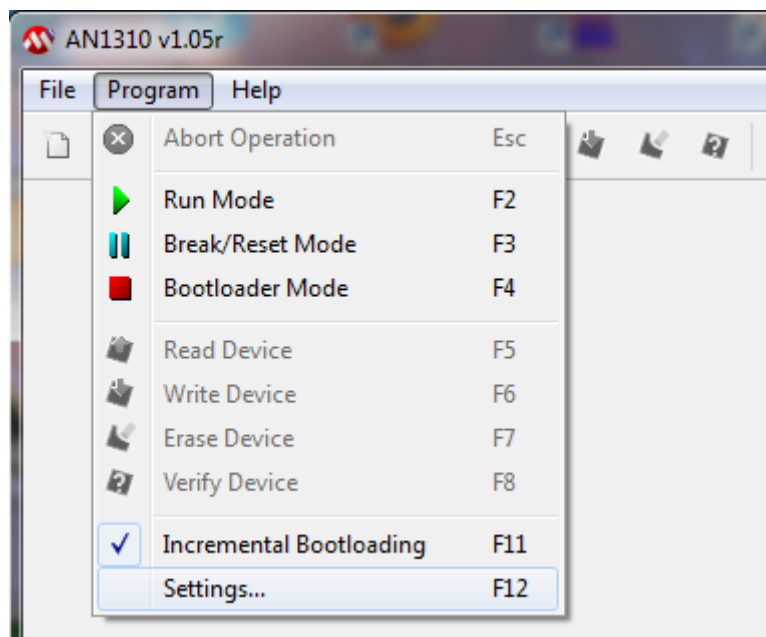 AN1310 v1.05r
File Program Help
Abort Operation Esc
Run Mode F2
Break/Reset Mode F3
Bootloader Mode F4
Read Device F5
Write Device F6
Erase Device F7
Verify Device F8
Incremental Bootloading F11
Settings... F12